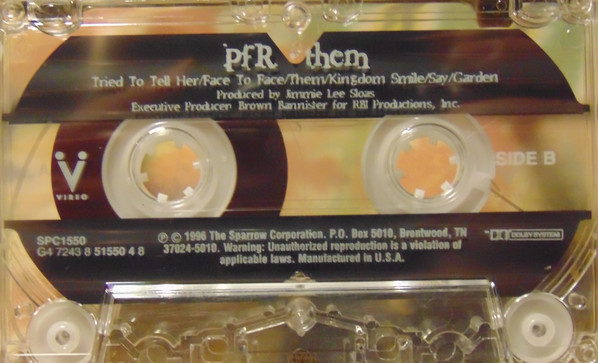 PFR them
Tried To Tell Her/Face To Face/Them/Kingdom Smile/Say/Garden
Produced by Jimmie Lee Sloas
Executive Producer Brown Bannister for RBI Productions, Inc.
VIREO
SIDE B
SPC1550
G4 7243 8 51550 4 8
℗ © 1996 The Sparrow Corporation. P.O. Box 5010, Brentwood, TN
37024-5010. Warning: Unauthorized reproduction is a violation of
applicable laws. Manufactured in U.S.A.
DOLBY SYSTEM